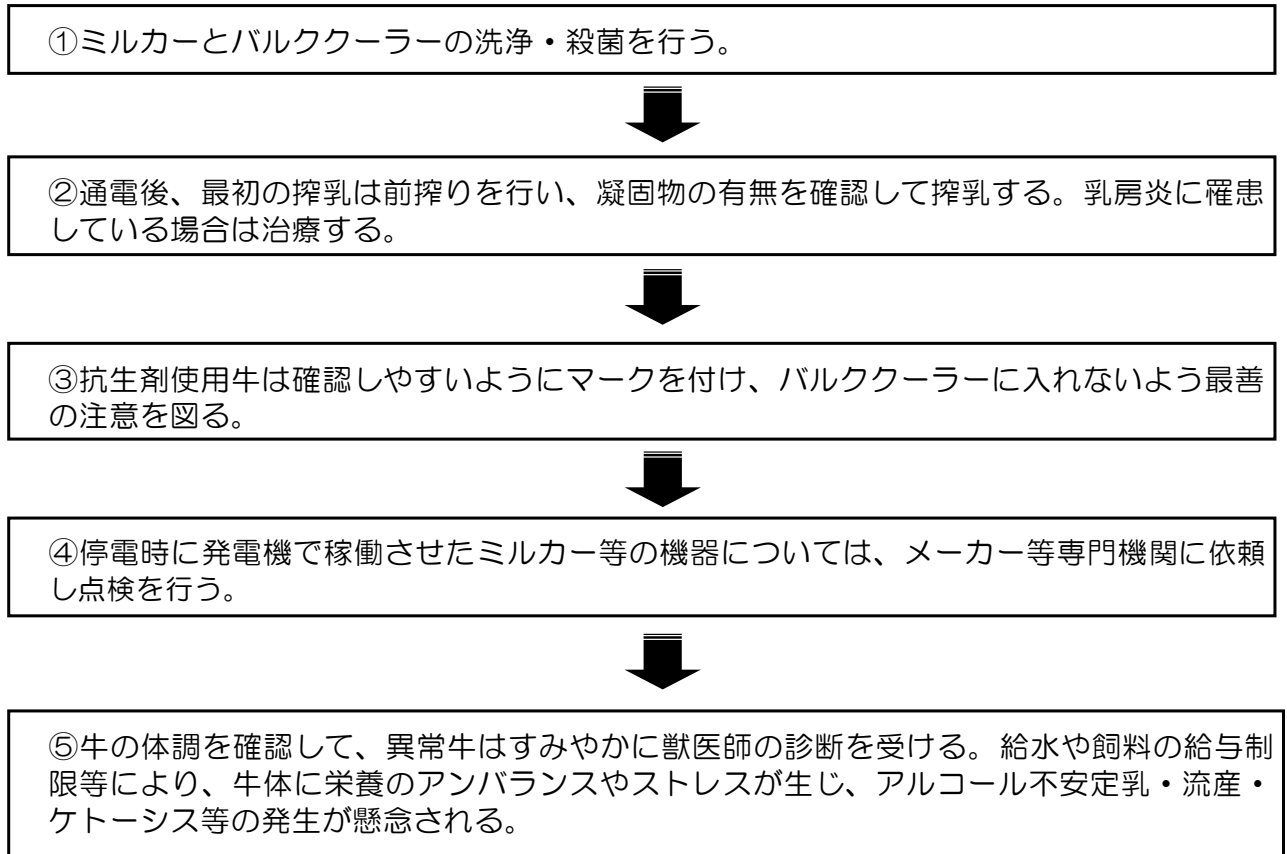 ①ミルカーとバルククーラーの洗浄・殺菌を行う。
②通電後、最初の搾乳は前搾りを行い、凝固物の有無を確認して搾乳する。乳房炎に罹患
している場合は治療する。
③抗生剤使用牛は確認しやすいようにマークを付け、バルククーラーに入れないよう最善
の注意を図る。
④停電時に発電機で稼働させたミルカー等の機器については、メーカー等専門機関に依頼
し点検を行う。
⑤牛の体調を確認して、異常牛はすみやかに獣医師の診断を受ける。給水や飼料の給与制
限等により、牛体に栄養のアンバランスやストレスが生じ、アルコール不安定乳・流産・
ケトーシス等の発生が懸念される。